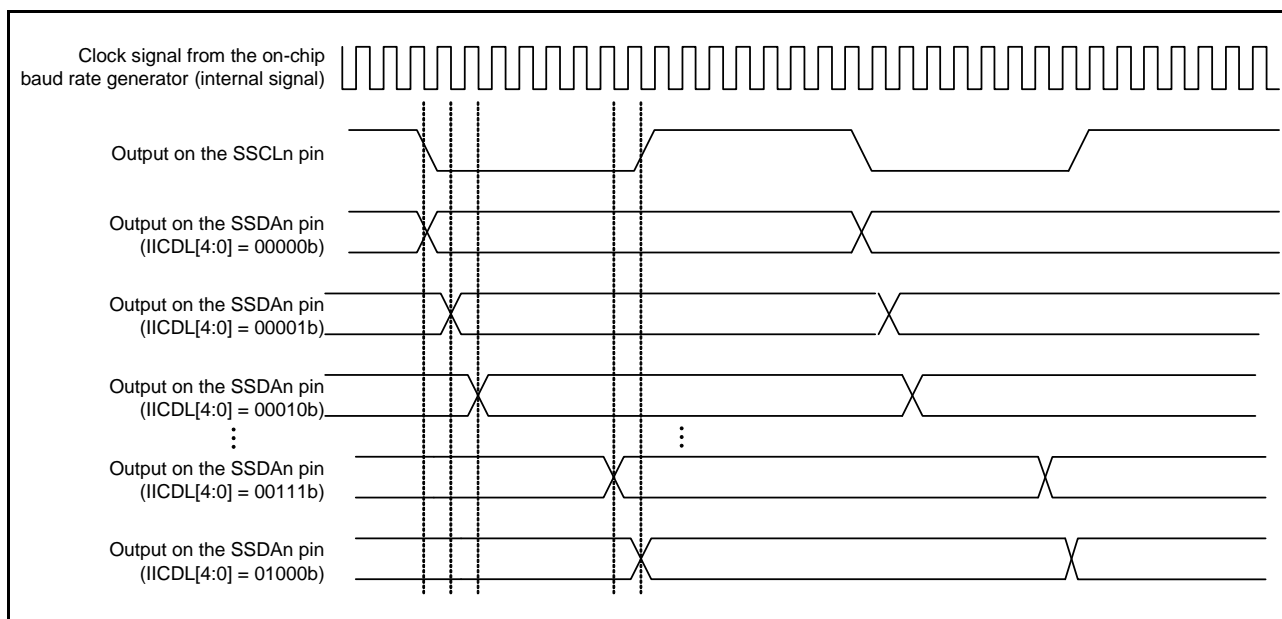 Clock signal from the on-chip
baud rate generator (internal signal)
Output on the SSCLn pin
Output on the SSDAn pin
(IICDL[4:0] = 00000b)
Output on the SSDAn pin
(IICDL[4:0] = 00001b)
Output on the SSDAn pin
(IICDL[4:0] = 00010b)
Output on the SSDAn pin
(IICDL[4:0] = 00111b)
Output on the SSDAn pin
(IICDL[4:0] = 01000b)